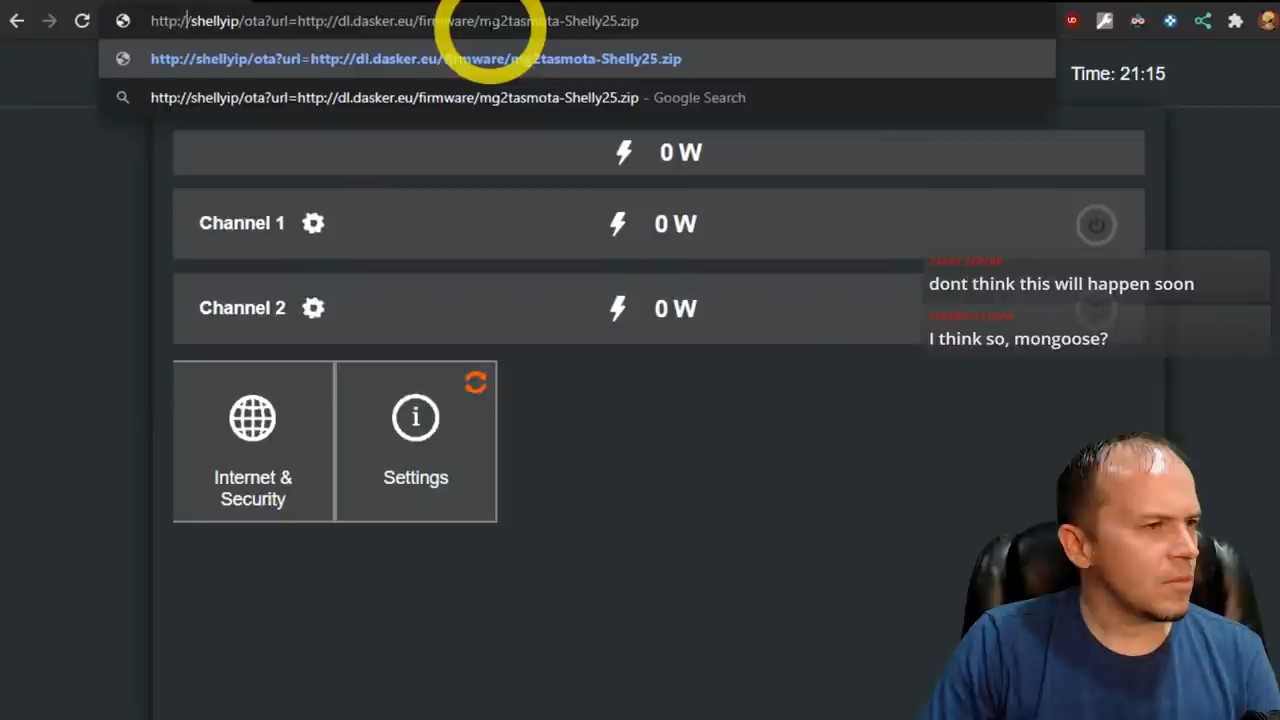 http:/shellyip/ota?url=http://dl.dasker.eu/firmware/mg2tasmota-Shelly25.zip
http://shellyip/ota?url=http://dl.dasker.eu/firmware/mg2tasmota-Shelly25.zip
http://shellyip/ota?url=http://dl.dasker.eu/firmware/mg2tasmota-Shelly25.zip - Google Search
Time: 21:15
0 W
Channel 1
0 W
Channel 2
0 W
dont think this will happen soon
I think so, mongoose?
Internet &
Security
Settings